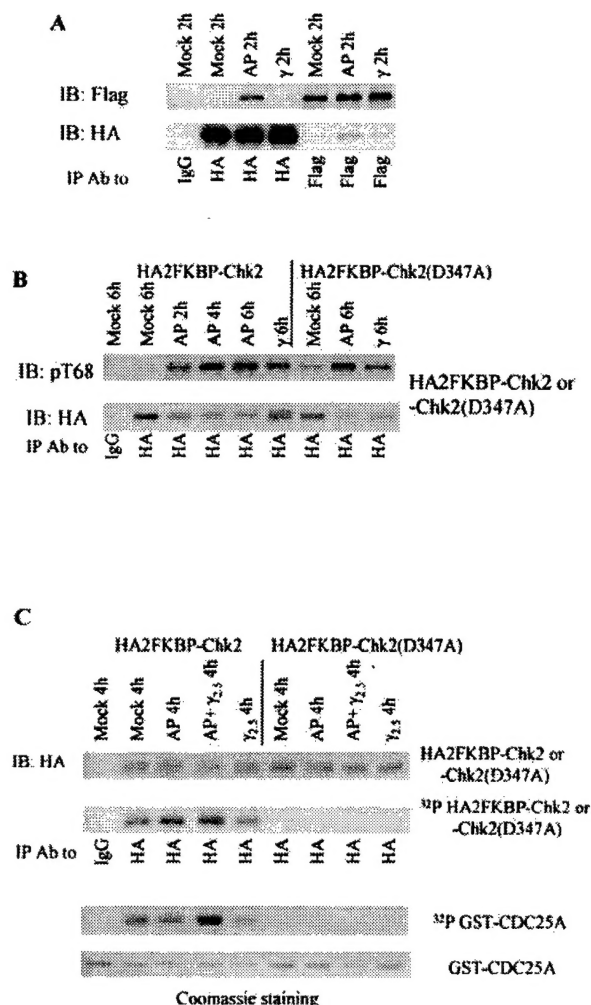 A
Mock 2h Mock 2h AP 2h γ 2h Mock 2h AP 2h γ 2h
IB: Flag
IB: HA
IP Ab to IgG HA HA HA Flag Flag Flag
B
HA2FKBP-Chk2 HA2FKBP-Chk2(D347A)
Mock 6h Mock 6h AP 2h AP 4h AP 6h γ 6h Mock 6h AP 6h γ 6h
IB: pT68
HA2FKBP-Chk2 or
-Chk2(D347A)
IB: HA
IP Ab to IgG HA HA HA HA HA HA HA HA
C
HA2FKBP-Chk2 HA2FKBP-Chk2(D347A)
Mock 4h Mock 4h AP 4h AP+ γ2.5 4h γ2.5 4h Mock 4h AP 4h AP+ γ2.5 4h γ2.5 4h
IB: HA HA2FKBP-Chk2 or
-Chk2(D347A)
32P HA2FKBP-Chk2 or
-Chk2(D347A)
IP Ab to IgG HA HA HA HA HA HA HA HA
32P GST-CDC25A
GST-CDC25A
Coomassie staining